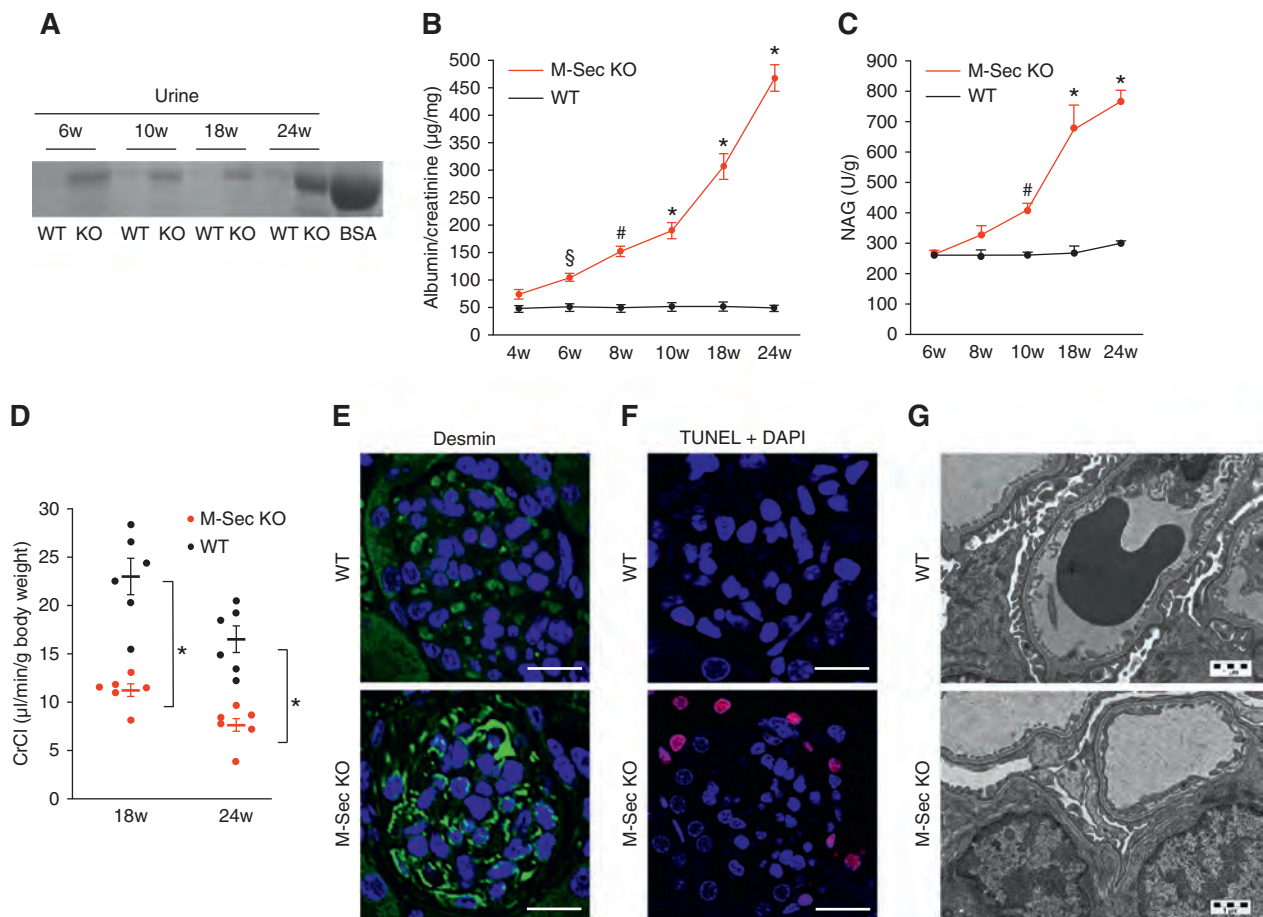 A
Urine
6w 10w 18w 24w
WT KO WT KO WT KO WT KO BSA
B
Albumin/creatinine (µg/mg)
500
450
400
350
300
250
200
150
100
50
0
M-Sec KO
WT
§
#
*
*
*
4w 6w 8w 10w 18w 24w
C
NAG (U/g)
900
800
700
600
500
400
300
200
100
0
M-Sec KO
WT
#
*
*
6w 8w 10w 18w 24w
D
CrCl (µl/min/g body weight)
30
25
20
15
10
5
0
M-Sec KO
WT
*
*
18w 24w
E
Desmin
WT
M-Sec KO
F
TUNEL + DAPI
WT
M-Sec KO
G
WT
M-Sec KO